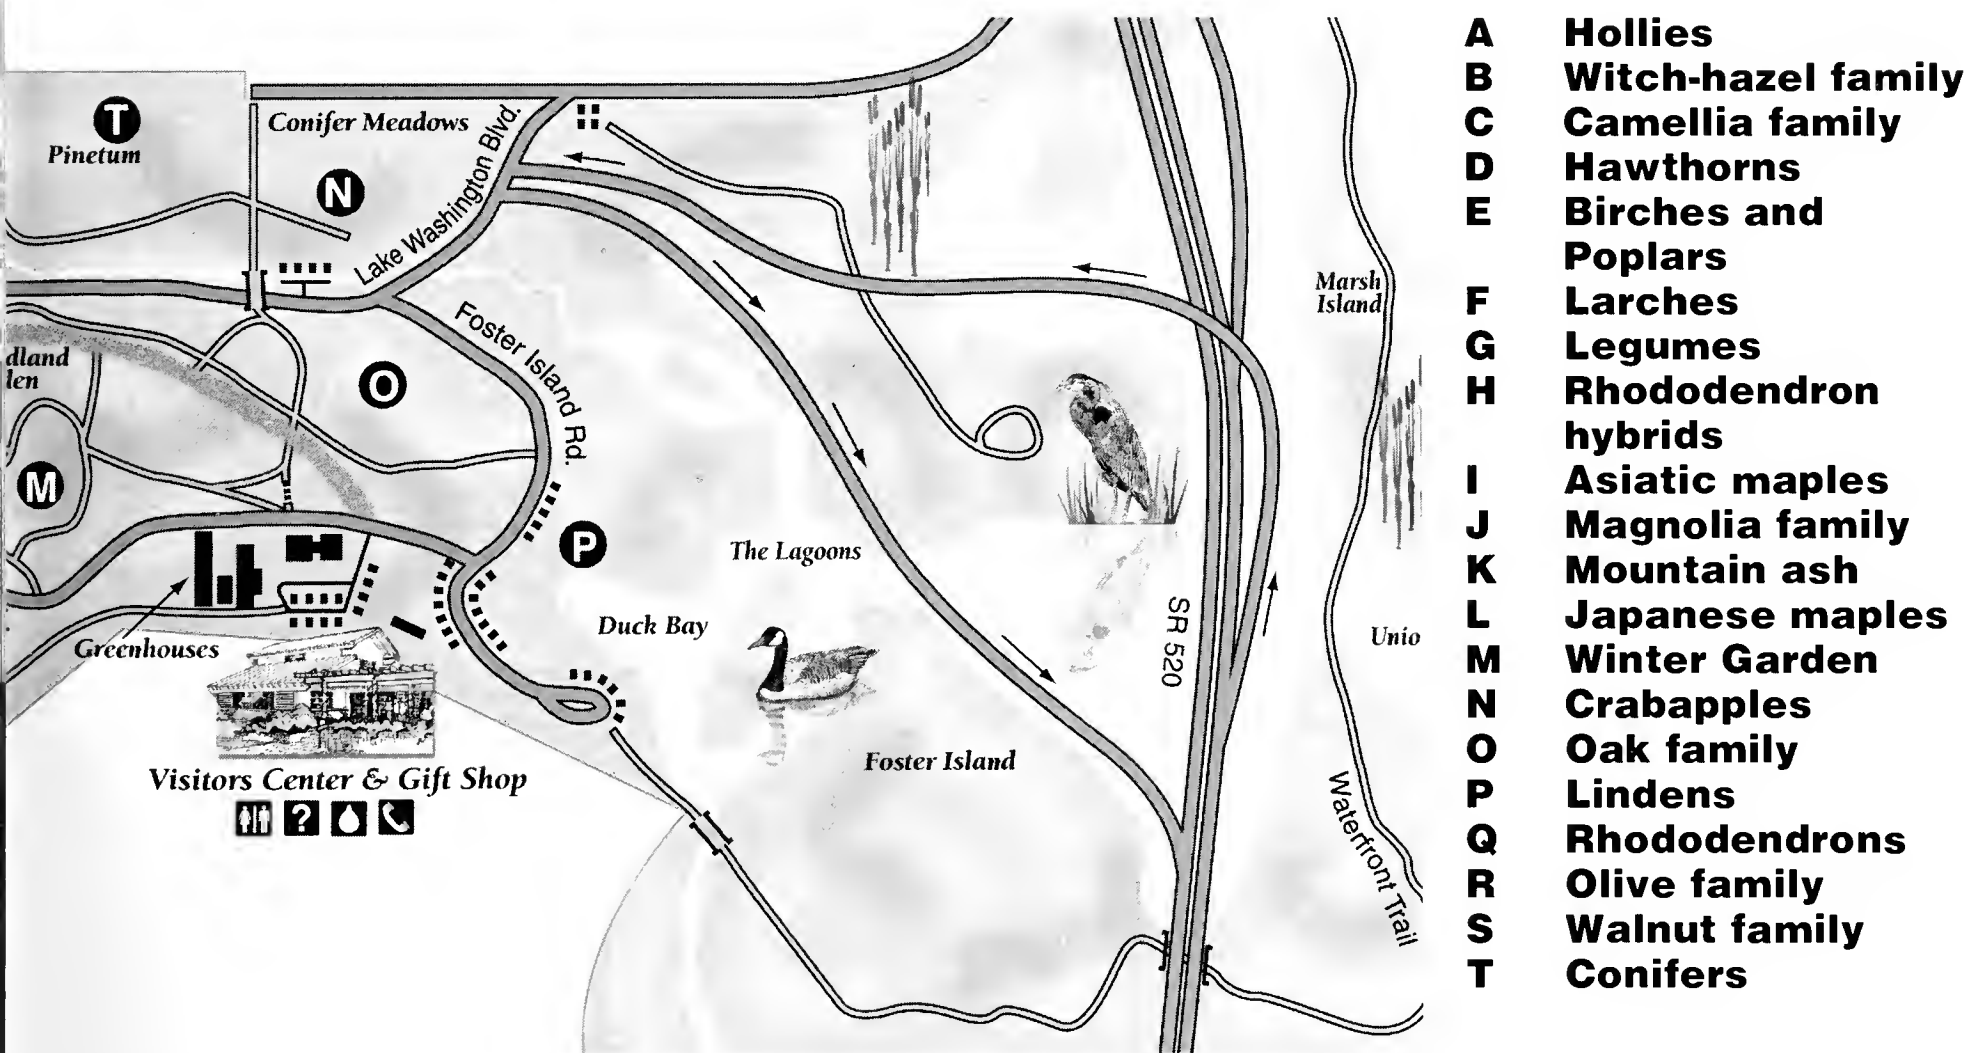 T
Pinetum
Conifer Meadows
N
Lake Washington Blvd.
Foster Island Rd.
dland
len
O
M
P
Greenhouses
Visitors Center & Gift Shop
?
The Lagoons
Duck Bay
Foster Island
SR 520
Marsh
Island
Unio
Waterfront Trail
A Hollies
B Witch-hazel family
C Camellia family
D Hawthorns
E Birches and
Poplars
F Larches
G Legumes
H Rhododendron
hybrids
I Asiatic maples
J Magnolia family
K Mountain ash
L Japanese maples
M Winter Garden
N Crabapples
O Oak family
P Lindens
Q Rhododendrons
R Olive family
S Walnut family
T Conifers